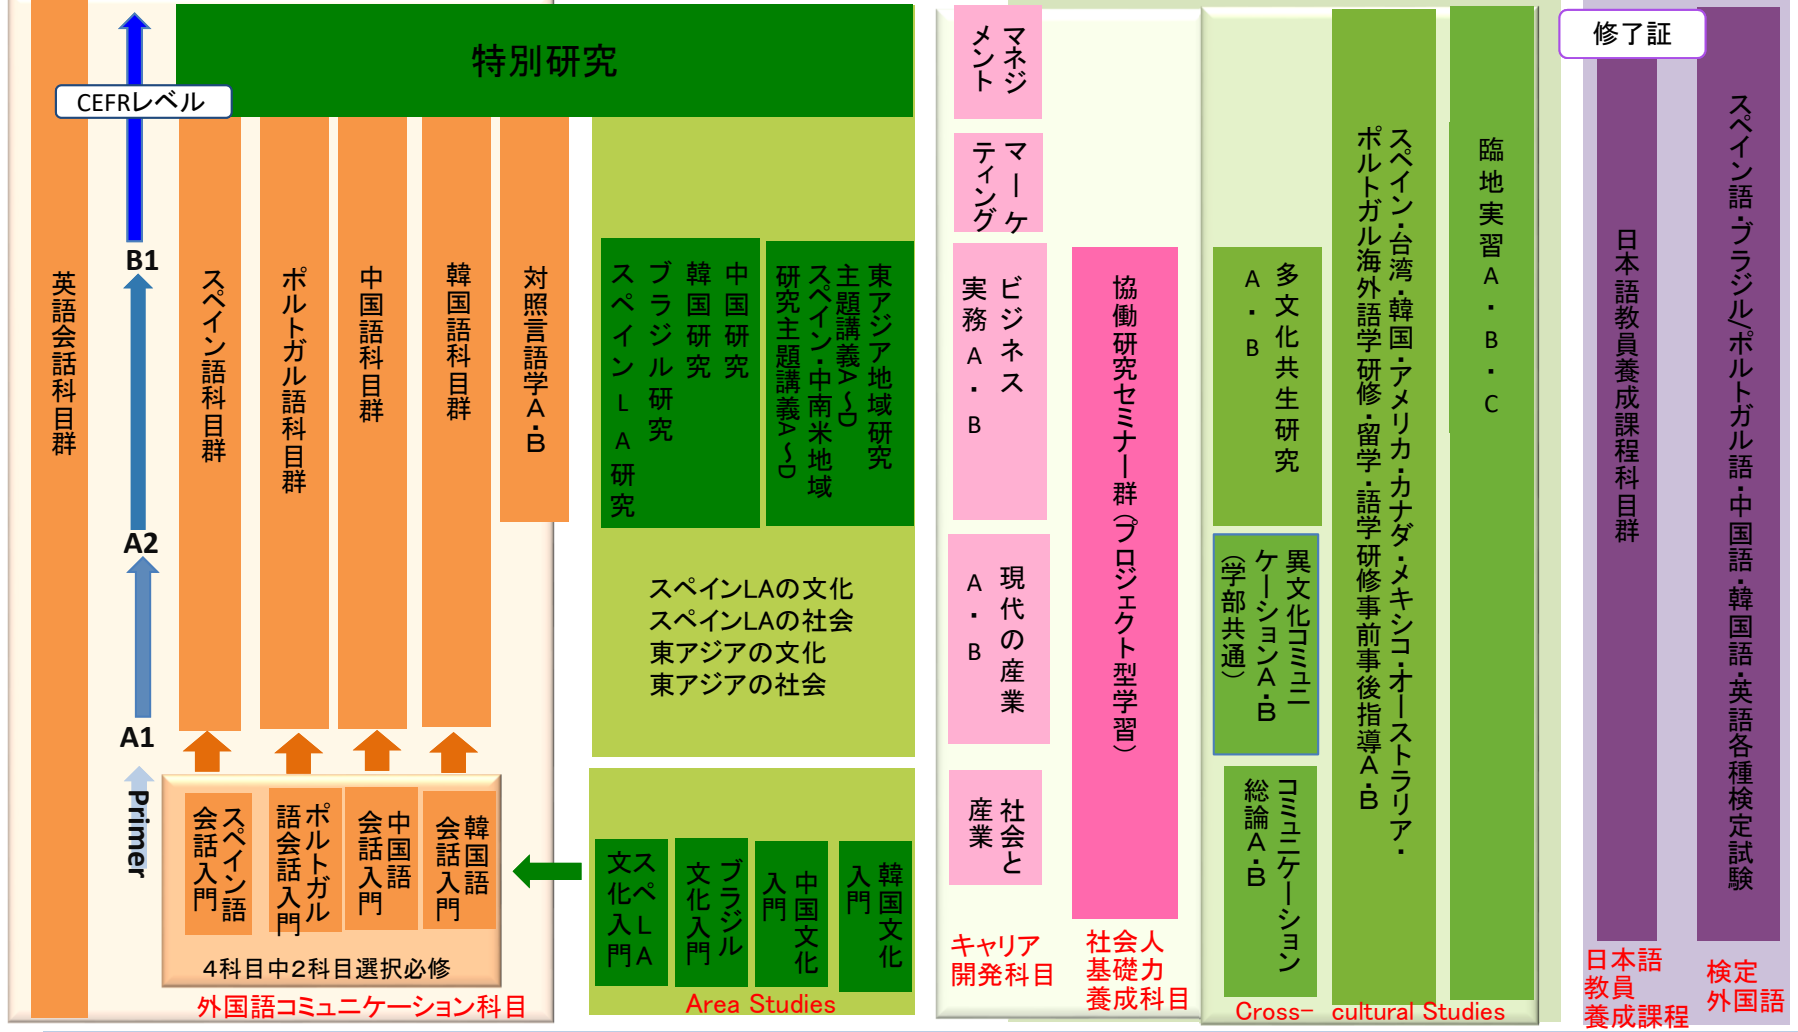 特別研究
CEFRレベル
B1
A2
A1
Primer
英語会話科目群
スペイン語科目群
ポルトガル語科目群
中国語科目群
韓国語科目群
対照言語学A・B
スペイン語
会話入門
ポルトガル
語会話入門
中国語
会話入門
韓国語
会話入門
4科目中2科目選択必修
外国語コミュニケーション科目
中国研究
韓国研究
ブラジル研究
スペインLA研究
東アジア地域研究
主題講義A~D
スペイン・中南米地域
研究主題講義A~D
スペインLAの文化
スペインLAの社会
東アジアの文化
東アジアの社会
スペLA
文化入門
ブラジル
文化入門
中国文化
入門
韓国文化
入門
Area Studies
マネジ
メント
マーケ
ティング
ビジネス
実務A・B
現代の産業
A・B
社会と
産業
キャリア
開発科目
協働研究セミナー群(プロジェクト型学習)
社会人
基礎力
養成科目
多文化共生研究
A・B
異文化コミュニ
ケーションA・B
(学部共通)
コミュニケーション
総論A・B
スペイン・台湾・韓国・アメリカ・カナダ・メキシコ・オーストラリア・
ポルトガル海外語学研修・留学・語学研修事前事後指導A・B
臨地実習A・B・C
Cross- cultural Studies
修了証
日本語教員養成課程科目群
日本語
教員
養成課程
スペイン語・ブラジル/ポルトガル語・中国語・韓国語・英語各種検定試験
検定
外国語